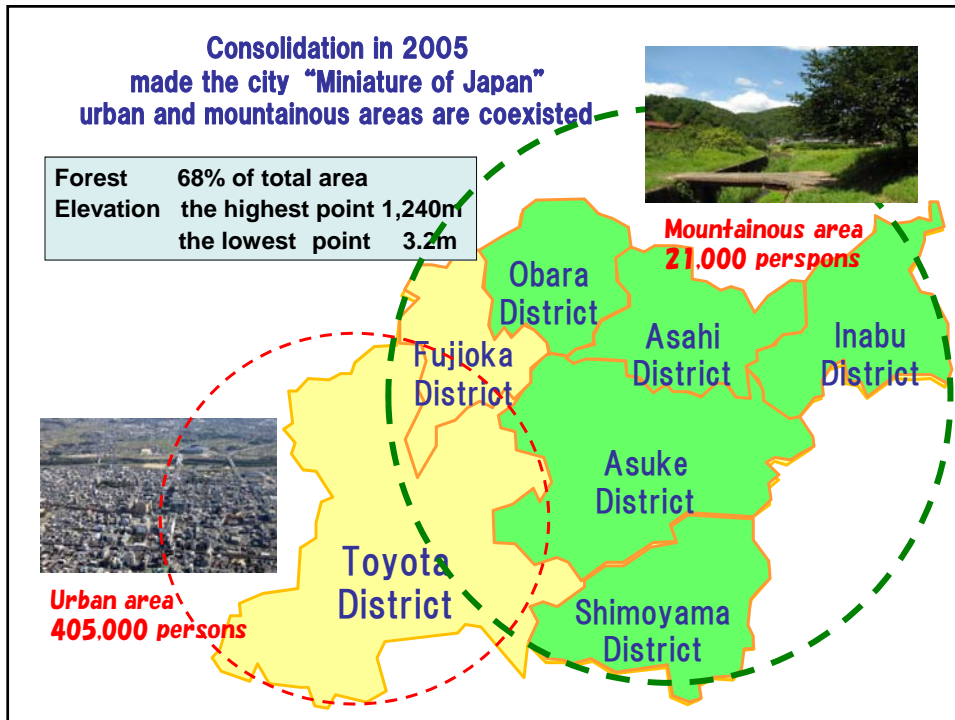 Consolidation in 2005
made the city “Miniature of Japan”
urban and mountainous areas are coexisted
Forest 68% of total area
Elevation the highest point 1,240m
the lowest point 3.2m
Mountainous area
21,000 perspons
Obara
District
Asahi
District
Inabu
District
Fujioka
District
Asuke
District
Toyota
District
Shimoyama
District
Urban area
405,000 persons